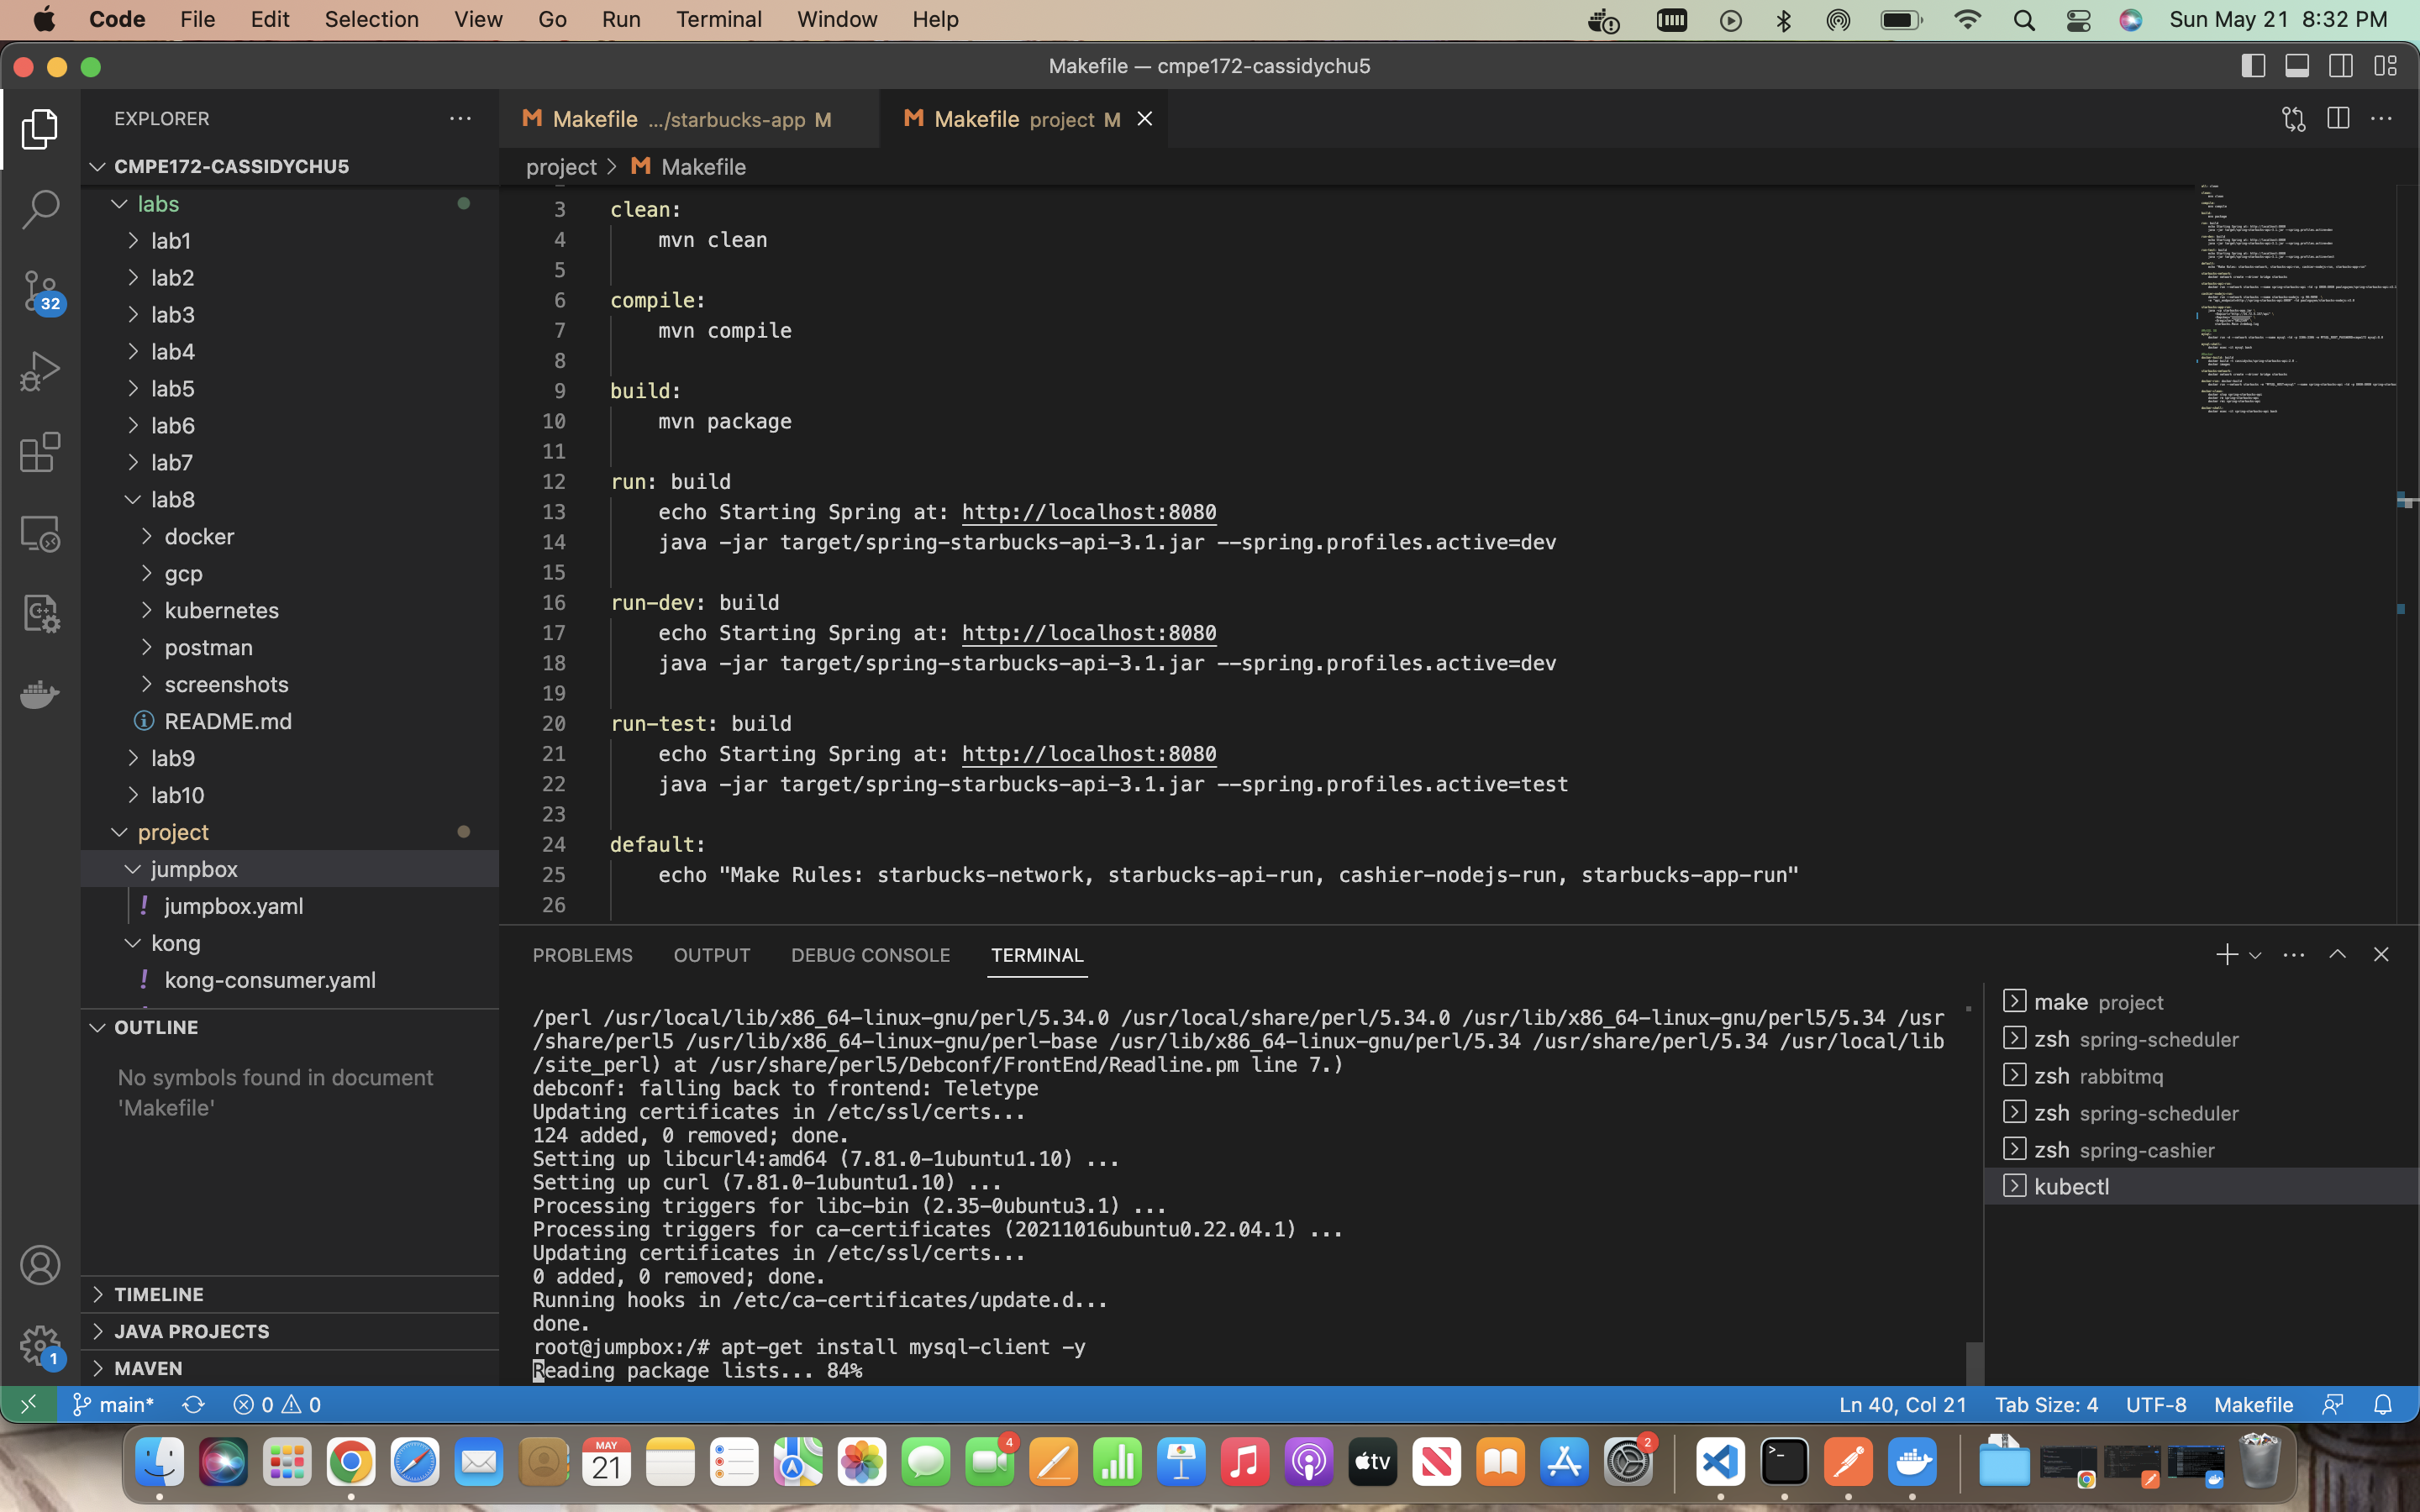 Code File Edit Selection View Go Run Terminal Window Help Sun May 21 8:32 PM
Makefile — cmpe172-cassidychu5
EXPLORER
CMPE172-CASSIDYCHU5
labs
lab1
lab2
lab3
lab4
lab5
lab6
lab7
lab8
docker
gcp
kubernetes
postman
screenshots
README.md
lab9
lab10
project
jumpbox
! jumpbox.yaml
kong
! kong-consumer.yaml
OUTLINE
No symbols found in document
'Makefile'
TIMELINE
JAVA PROJECTS
MAVEN
32
1
M Makefile .../starbucks-app M
M Makefile project M
project > M Makefile
3 clean:
4 mvn clean
5
6 compile:
7 mvn compile
8
9 build:
10 mvn package
11
12 run: build
13 echo Starting Spring at: http://localhost:8080
14 java -jar target/spring-starbucks-api-3.1.jar --spring.profiles.active=dev
15
16 run-dev: build
17 echo Starting Spring at: http://localhost:8080
18 java -jar target/spring-starbucks-api-3.1.jar --spring.profiles.active=dev
19
20 run-test: build
21 echo Starting Spring at: http://localhost:8080
22 java -jar target/spring-starbucks-api-3.1.jar --spring.profiles.active=test
23
24 default:
25 echo "Make Rules: starbucks-network, starbucks-api-run, cashier-nodejs-run, starbucks-app-run"
26
PROBLEMS OUTPUT DEBUG CONSOLE TERMINAL
/perl /usr/local/lib/x86_64-linux-gnu/perl/5.34.0 /usr/local/share/perl/5.34.0 /usr/lib/x86_64-linux-gnu/perl5/5.34 /usr
/share/perl5 /usr/lib/x86_64-linux-gnu/perl-base /usr/lib/x86_64-linux-gnu/perl/5.34 /usr/share/perl/5.34 /usr/local/lib
/site_perl) at /usr/share/perl5/Debconf/FrontEnd/Readline.pm line 7.)
debconf: falling back to frontend: Teletype
Updating certificates in /etc/ssl/certs...
124 added, 0 removed; done.
Setting up libcurl4:amd64 (7.81.0-1ubuntu1.10) ...
Setting up curl (7.81.0-1ubuntu1.10) ...
Processing triggers for libc-bin (2.35-0ubuntu3.1) ...
Processing triggers for ca-certificates (20211016ubuntu0.22.04.1) ...
Updating certificates in /etc/ssl/certs...
0 added, 0 removed; done.
Running hooks in /etc/ca-certificates/update.d...
done.
root@jumpbox:/# apt-get install mysql-client -y
Reading package lists... 84%
make project
zsh spring-scheduler
zsh rabbitmq
zsh spring-scheduler
zsh spring-cashier
kubectl
main* 0 0 Ln 40, Col 21 Tab Size: 4 UTF-8 Makefile
MAY
21
4
tv
2